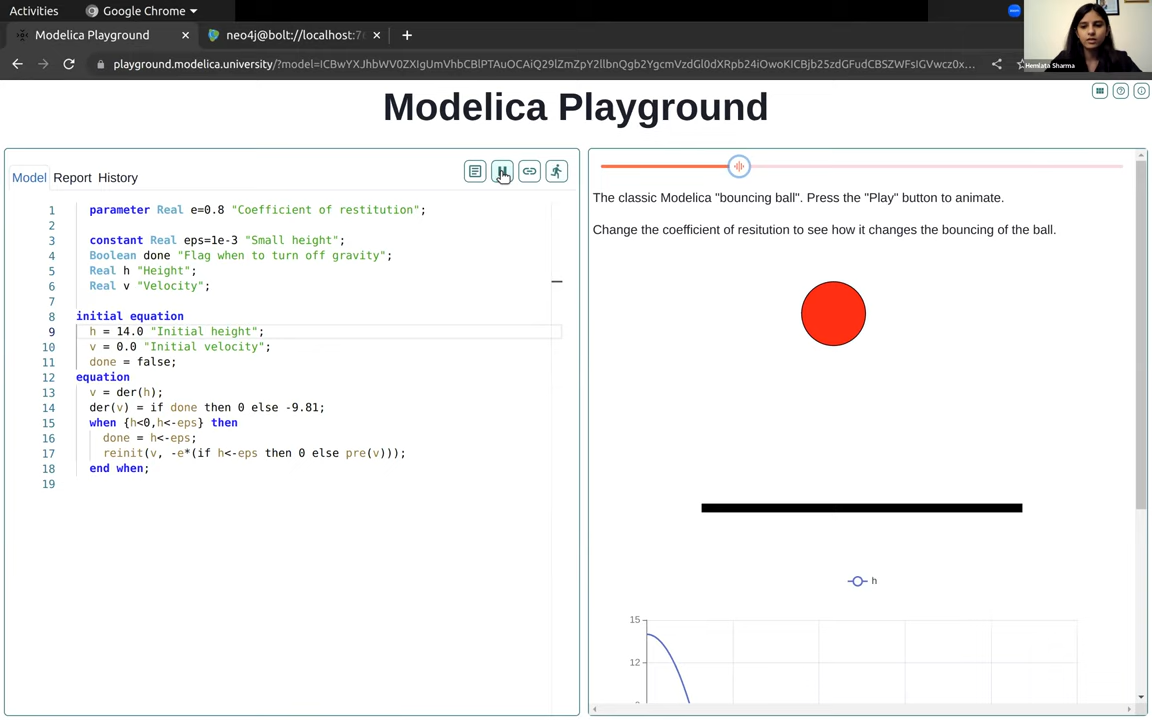 Activities
Google Chrome
Modelica Playground
neo4j@bolt://localhost:7
Hemlata Sharma
playground.modelica.university/?model=ICBwYXJhbWV0ZXIgUmVhbCBlPTAuOCAiQ29lZmZpY2llbnQgb2YgcmVzdGl0dXRpb24iOwoKICBjb25zdGFudCBSZWFsIGVwcz0x...
Modelica Playground
Model Report History
1 parameter Real e=0.8 "Coefficient of restitution";
2
3 constant Real eps=1e-3 "Small height";
4 Boolean done "Flag when to turn off gravity";
5 Real h "Height";
6 Real v "Velocity";
7
8 initial equation
9 h = 14.0 "Initial height";
10 v = 0.0 "Initial velocity";
11 done = false;
12 equation
13 v = der(h);
14 der(v) = if done then 0 else -9.81;
15 when {h<0,h<-eps} then
16 done = h<-eps;
17 reinit(v, -e*(if h<-eps then 0 else pre(v)));
18 end when;
19
The classic Modelica "bouncing ball". Press the "Play" button to animate.
Change the coefficient of resitution to see how it changes the bouncing of the ball.
h
15
12